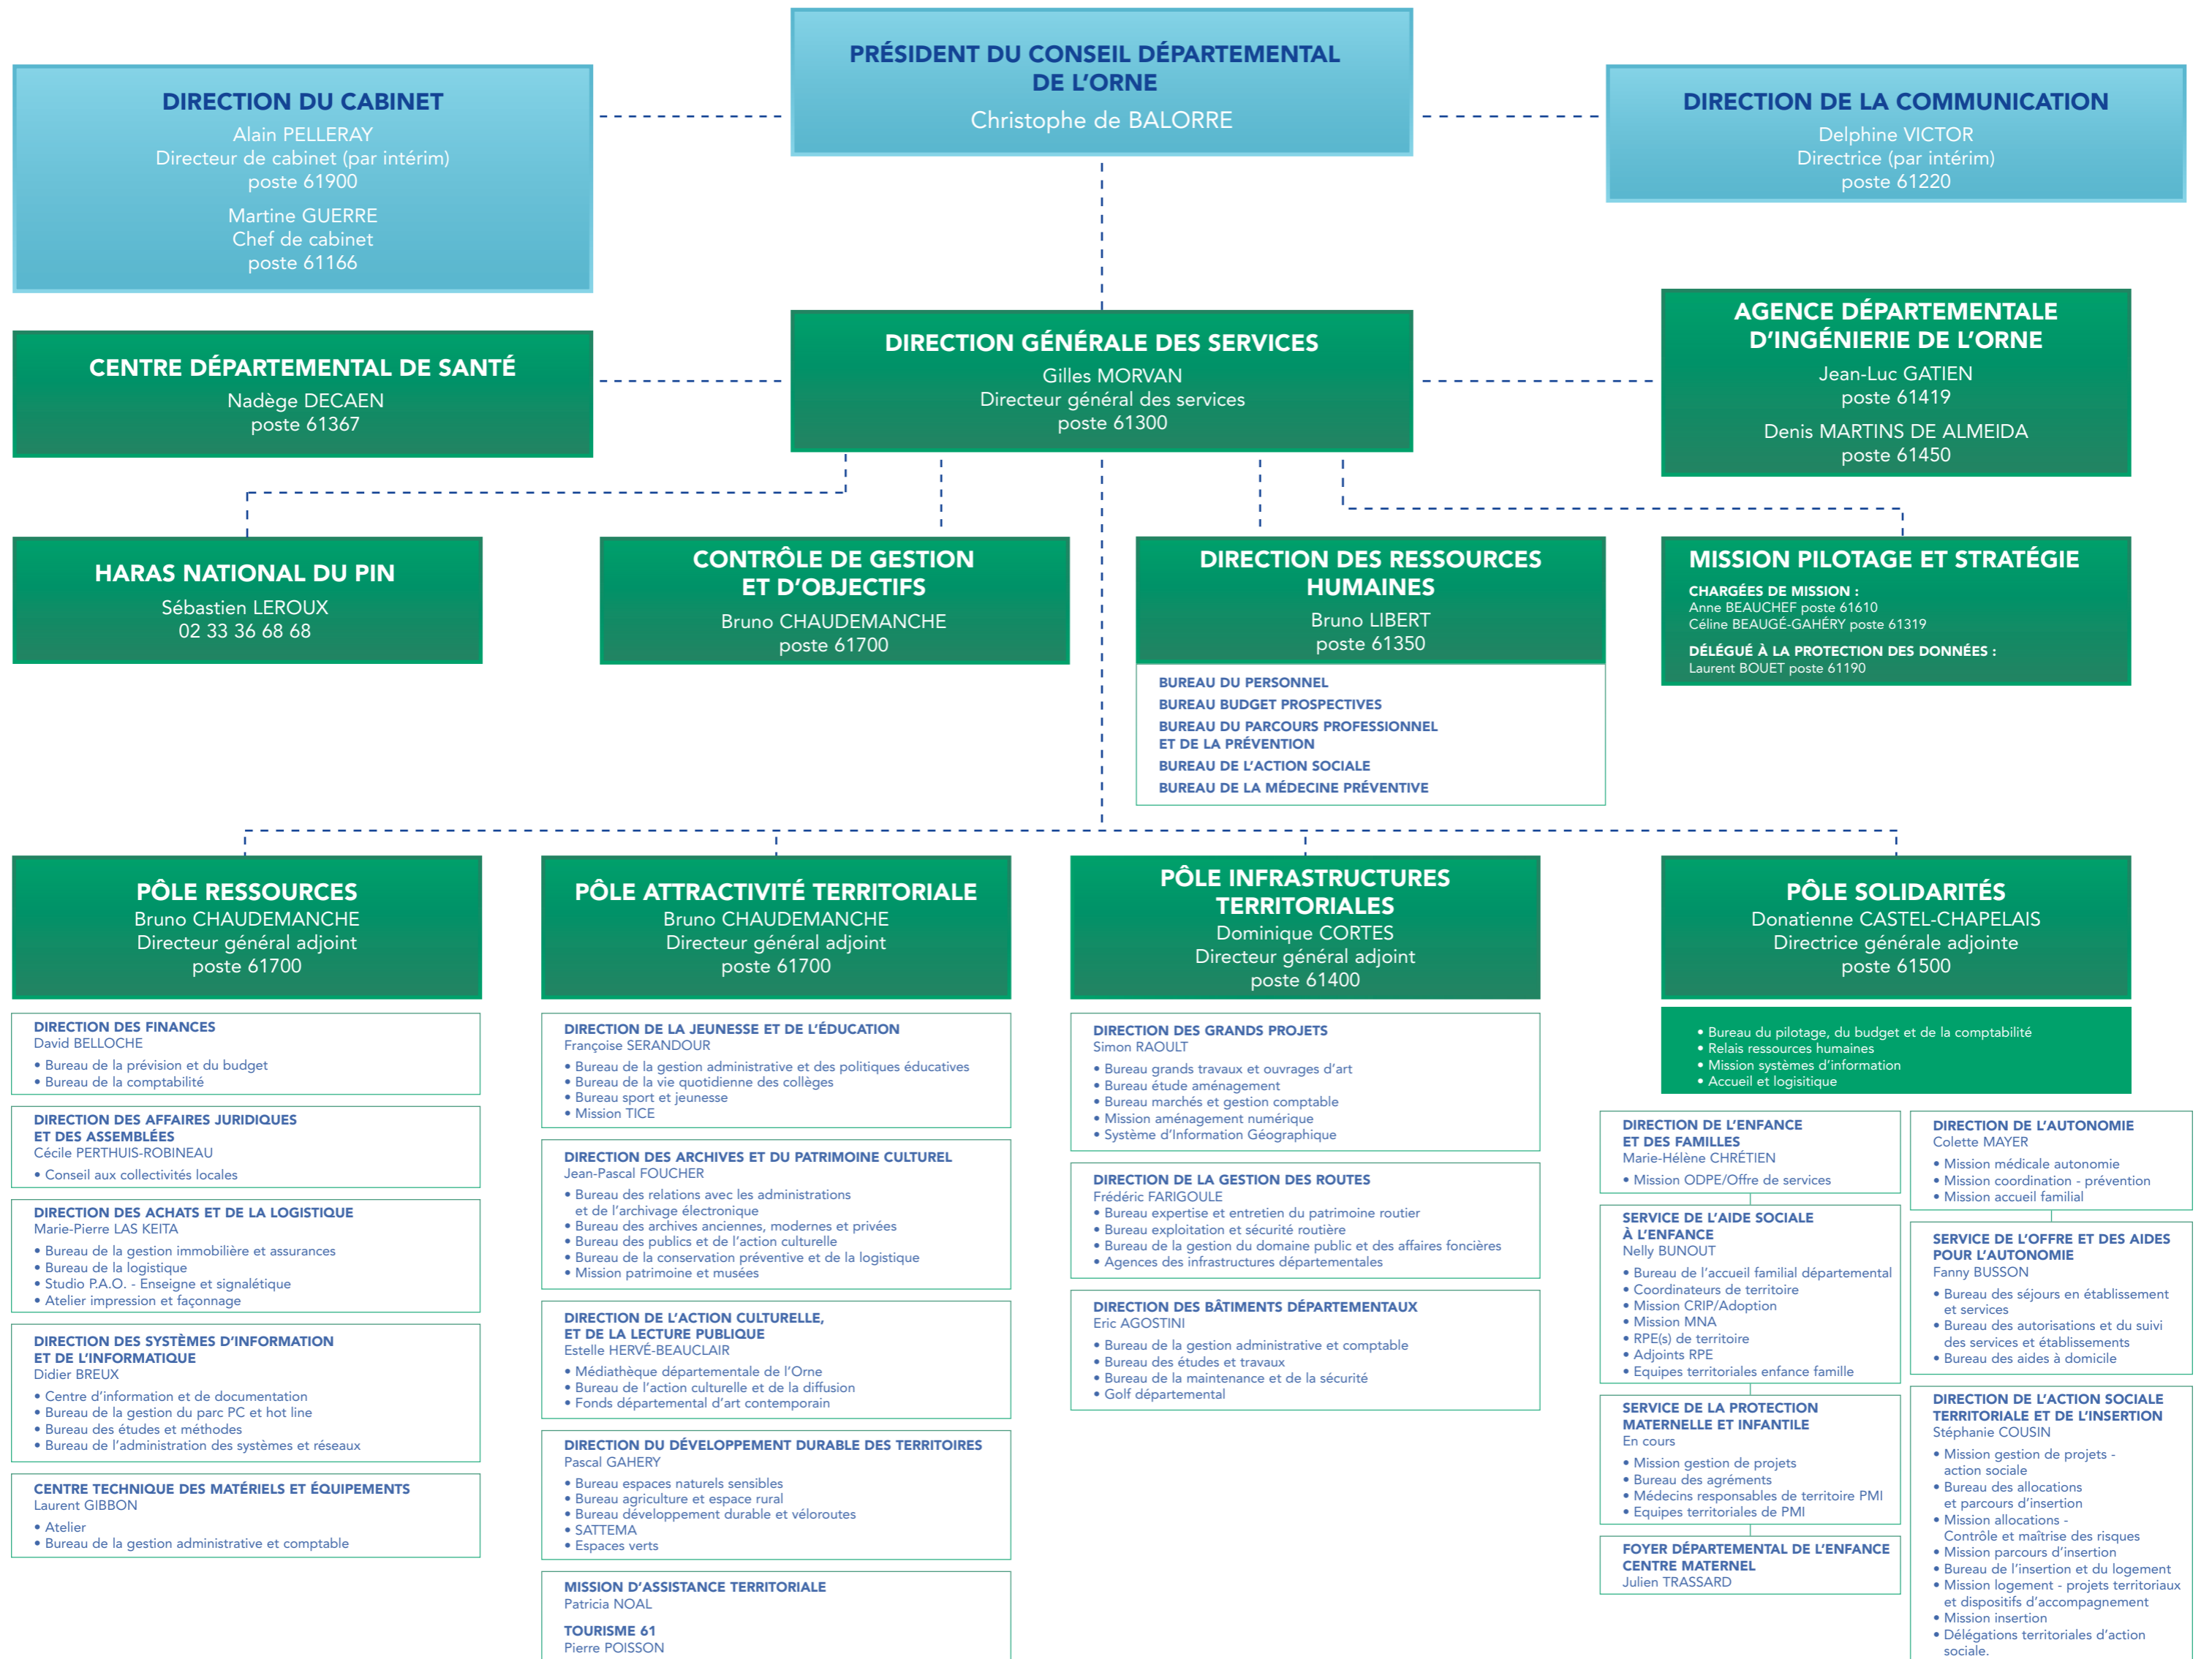 PRÉSIDENT DU CONSEIL DÉPARTEMENTAL
DE L'ORNE
Christophe de BALORRE
DIRECTION DU CABINET
Alain PELLERAY
Directeur de cabinet (par intérim)
poste 61900
Martine GUERRE
Chef de cabinet
poste 61166
DIRECTION DE LA COMMUNICATION
Delphine VICTOR
Directrice (par intérim)
poste 61220
CENTRE DÉPARTEMENTAL DE SANTÉ
Nadège DECAEN
poste 61367
DIRECTION GÉNÉRALE DES SERVICES
Gilles MORVAN
Directeur général des services
poste 61300
AGENCE DÉPARTEMENTALE
D'INGÉNIERIE DE L'ORNE
Jean-Luc GATIEN
poste 61419
Denis MARTINS DE ALMEIDA
poste 61450
HARAS NATIONAL DU PIN
Sébastien LEROUX
02 33 36 68 68
CONTRÔLE DE GESTION
ET D'OBJECTIFS
Bruno CHAUDEMANCHE
poste 61700
DIRECTION DES RESSOURCES
HUMAINES
Bruno LIBERT
poste 61350
BUREAU DU PERSONNEL
BUREAU BUDGET PROSPECTIVES
BUREAU DU PARCOURS PROFESSIONNEL
ET DE LA PRÉVENTION
BUREAU DE L'ACTION SOCIALE
BUREAU DE LA MÉDECINE PRÉVENTIVE
MISSION PILOTAGE ET STRATÉGIE
CHARGÉES DE MISSION :
Anne BEAUCHEF poste 61610
Céline BEAUGÉ-GAHÉRY poste 61319
DÉLÉGUÉ À LA PROTECTION DES DONNÉES :
Laurent BOUET poste 61190
PÔLE RESSOURCES
Bruno CHAUDEMANCHE
Directeur général adjoint
poste 61700
DIRECTION DES FINANCES
David BELLOCHE
• Bureau de la prévision et du budget
• Bureau de la comptabilité
DIRECTION DES AFFAIRES JURIDIQUES
ET DES ASSEMBLÉES
Cécile PERTHUIS-ROBINEAU
• Conseil aux collectivités locales
DIRECTION DES ACHATS ET DE LA LOGISTIQUE
Marie-Pierre LAS KEITA
• Bureau de la gestion immobilière et assurances
• Bureau de la logistique
• Studio P.A.O. - Enseigne et signalétique
• Atelier impression et façonnage
DIRECTION DES SYSTÈMES D'INFORMATION
ET DE L'INFORMATIQUE
Didier BREUX
• Centre d'information et de documentation
• Bureau de la gestion du parc PC et hot line
• Bureau des études et méthodes
• Bureau de l'administration des systèmes et réseaux
CENTRE TECHNIQUE DES MATÉRIELS ET ÉQUIPEMENTS
Laurent GIBBON
• Atelier
• Bureau de la gestion administrative et comptable
PÔLE ATTRACTIVITÉ TERRITORIALE
Bruno CHAUDEMANCHE
Directeur général adjoint
poste 61700
DIRECTION DE LA JEUNESSE ET DE L'ÉDUCATION
Françoise SERANDOUR
• Bureau de la gestion administrative et des politiques éducatives
• Bureau de la vie quotidienne des collèges
• Bureau sport et jeunesse
• Mission TICE
DIRECTION DES ARCHIVES ET DU PATRIMOINE CULTUREL
Jean-Pascal FOUCHER
• Bureau des relations avec les administrations
et de l'archivage électronique
• Bureau des archives anciennes, modernes et privées
• Bureau des publics et de l'action culturelle
• Bureau de la conservation préventive et de la logistique
• Mission patrimoine et musées
DIRECTION DE L'ACTION CULTURELLE,
ET DE LA LECTURE PUBLIQUE
Estelle HERVÉ-BEAUCLAIR
• Médiathèque départementale de l'Orne
• Bureau de l'action culturelle et de la diffusion
• Fonds départemental d'art contemporain
DIRECTION DU DÉVELOPPEMENT DURABLE DES TERRITOIRES
Pascal GAHERY
• Bureau espaces naturels sensibles
• Bureau agriculture et espace rural
• Bureau développement durable et véloroutes
• SATTEMA
• Espaces verts
MISSION D'ASSISTANCE TERRITORIALE
Patricia NOAL
TOURISME 61
Pierre POISSON
PÔLE INFRASTRUCTURES
TERRITORIALES
Dominique CORTES
Directeur général adjoint
poste 61400
DIRECTION DES GRANDS PROJETS
Simon RAOULT
• Bureau grands travaux et ouvrages d'art
• Bureau étude aménagement
• Bureau marchés et gestion comptable
• Mission aménagement numérique
• Système d'Information Géographique
DIRECTION DE LA GESTION DES ROUTES
Frédéric FARIGOULE
• Bureau expertise et entretien du patrimoine routier
• Bureau exploitation et sécurité routière
• Bureau de la gestion du domaine public et des affaires foncières
• Agences des infrastructures départementales
DIRECTION DES BÂTIMENTS DÉPARTEMENTAUX
Eric AGOSTINI
• Bureau de la gestion administrative et comptable
• Bureau des études et travaux
• Bureau de la maintenance et de la sécurité
• Golf départemental
PÔLE SOLIDARITÉS
Donatienne CASTEL-CHAPELAIS
Directrice générale adjointe
poste 61500
• Bureau du pilotage, du budget et de la comptabilité
• Relais ressources humaines
• Mission systèmes d'information
• Accueil et logisitique
DIRECTION DE L'ENFANCE
ET DES FAMILLES
Marie-Hélène CHRÉTIEN
• Mission ODPE/Offre de services
SERVICE DE L'AIDE SOCIALE
À L'ENFANCE
Nelly BUNOUT
• Bureau de l'accueil familial départemental
• Coordinateurs de territoire
• Mission CRIP/Adoption
• Mission MNA
• RPE(s) de territoire
• Adjoints RPE
• Equipes territoriales enfance famille
SERVICE DE LA PROTECTION
MATERNELLE ET INFANTILE
En cours
• Mission gestion de projets
• Bureau des agréments
• Médecins responsables de territoire PMI
• Equipes territoriales de PMI
FOYER DÉPARTEMENTAL DE L'ENFANCE
CENTRE MATERNEL
Julien TRASSARD
DIRECTION DE L'AUTONOMIE
Colette MAYER
• Mission médicale autonomie
• Mission coordination - prévention
• Mission accueil familial
SERVICE DE L'OFFRE ET DES AIDES
POUR L'AUTONOMIE
Fanny BUSSON
• Bureau des séjours en établissement
et services
• Bureau des autorisations et du suivi
des services et établissements
• Bureau des aides à domicile
DIRECTION DE L'ACTION SOCIALE
TERRITORIALE ET DE L'INSERTION
Stéphanie COUSIN
• Mission gestion de projets -
action sociale
• Bureau des allocations
et parcours d'insertion
• Mission allocations -
Contrôle et maîtrise des risques
• Mission parcours d'insertion
• Bureau de l'insertion et du logement
• Mission logement - projets territoriaux
et dispositifs d'accompagnement
• Mission insertion
• Délégations territoriales d'action
sociale.